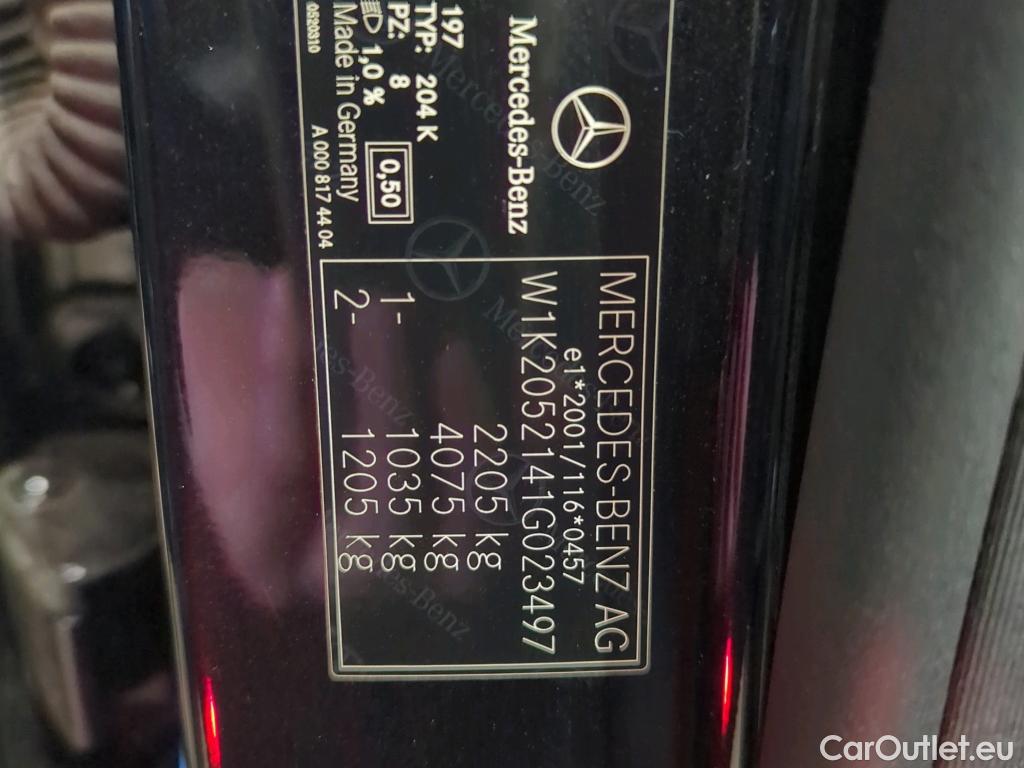 Mercedes-Benz
197
TYP: 204 K
PZ: 8
1,0 %
0,50
Made in Germany
0520310
A 000 817 44 04
MERCEDES-BENZ AG
e1*2001/116*0457
W1K2052141G023497
2205 kg
4075 kg
1- 1035 kg
2- 1205 kg
CarOutlet.eu